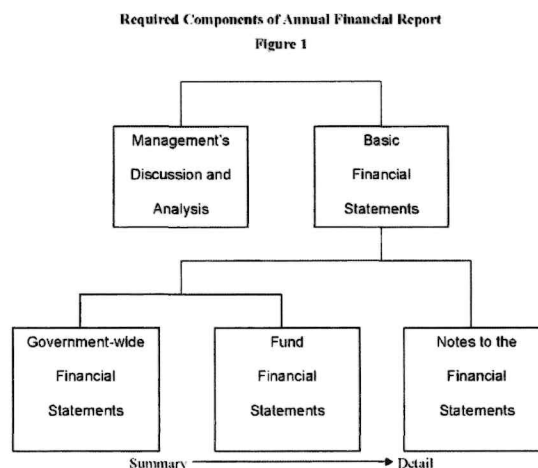 Required Components of Annual Financial Report
Figure 1
Management's
Discussion and
Analysis
Basic
Financial
Statements
Government-wide
Financial
Statements
Fund
Financial
Statements
Notes to the
Financial
Statements
Summary
Detail